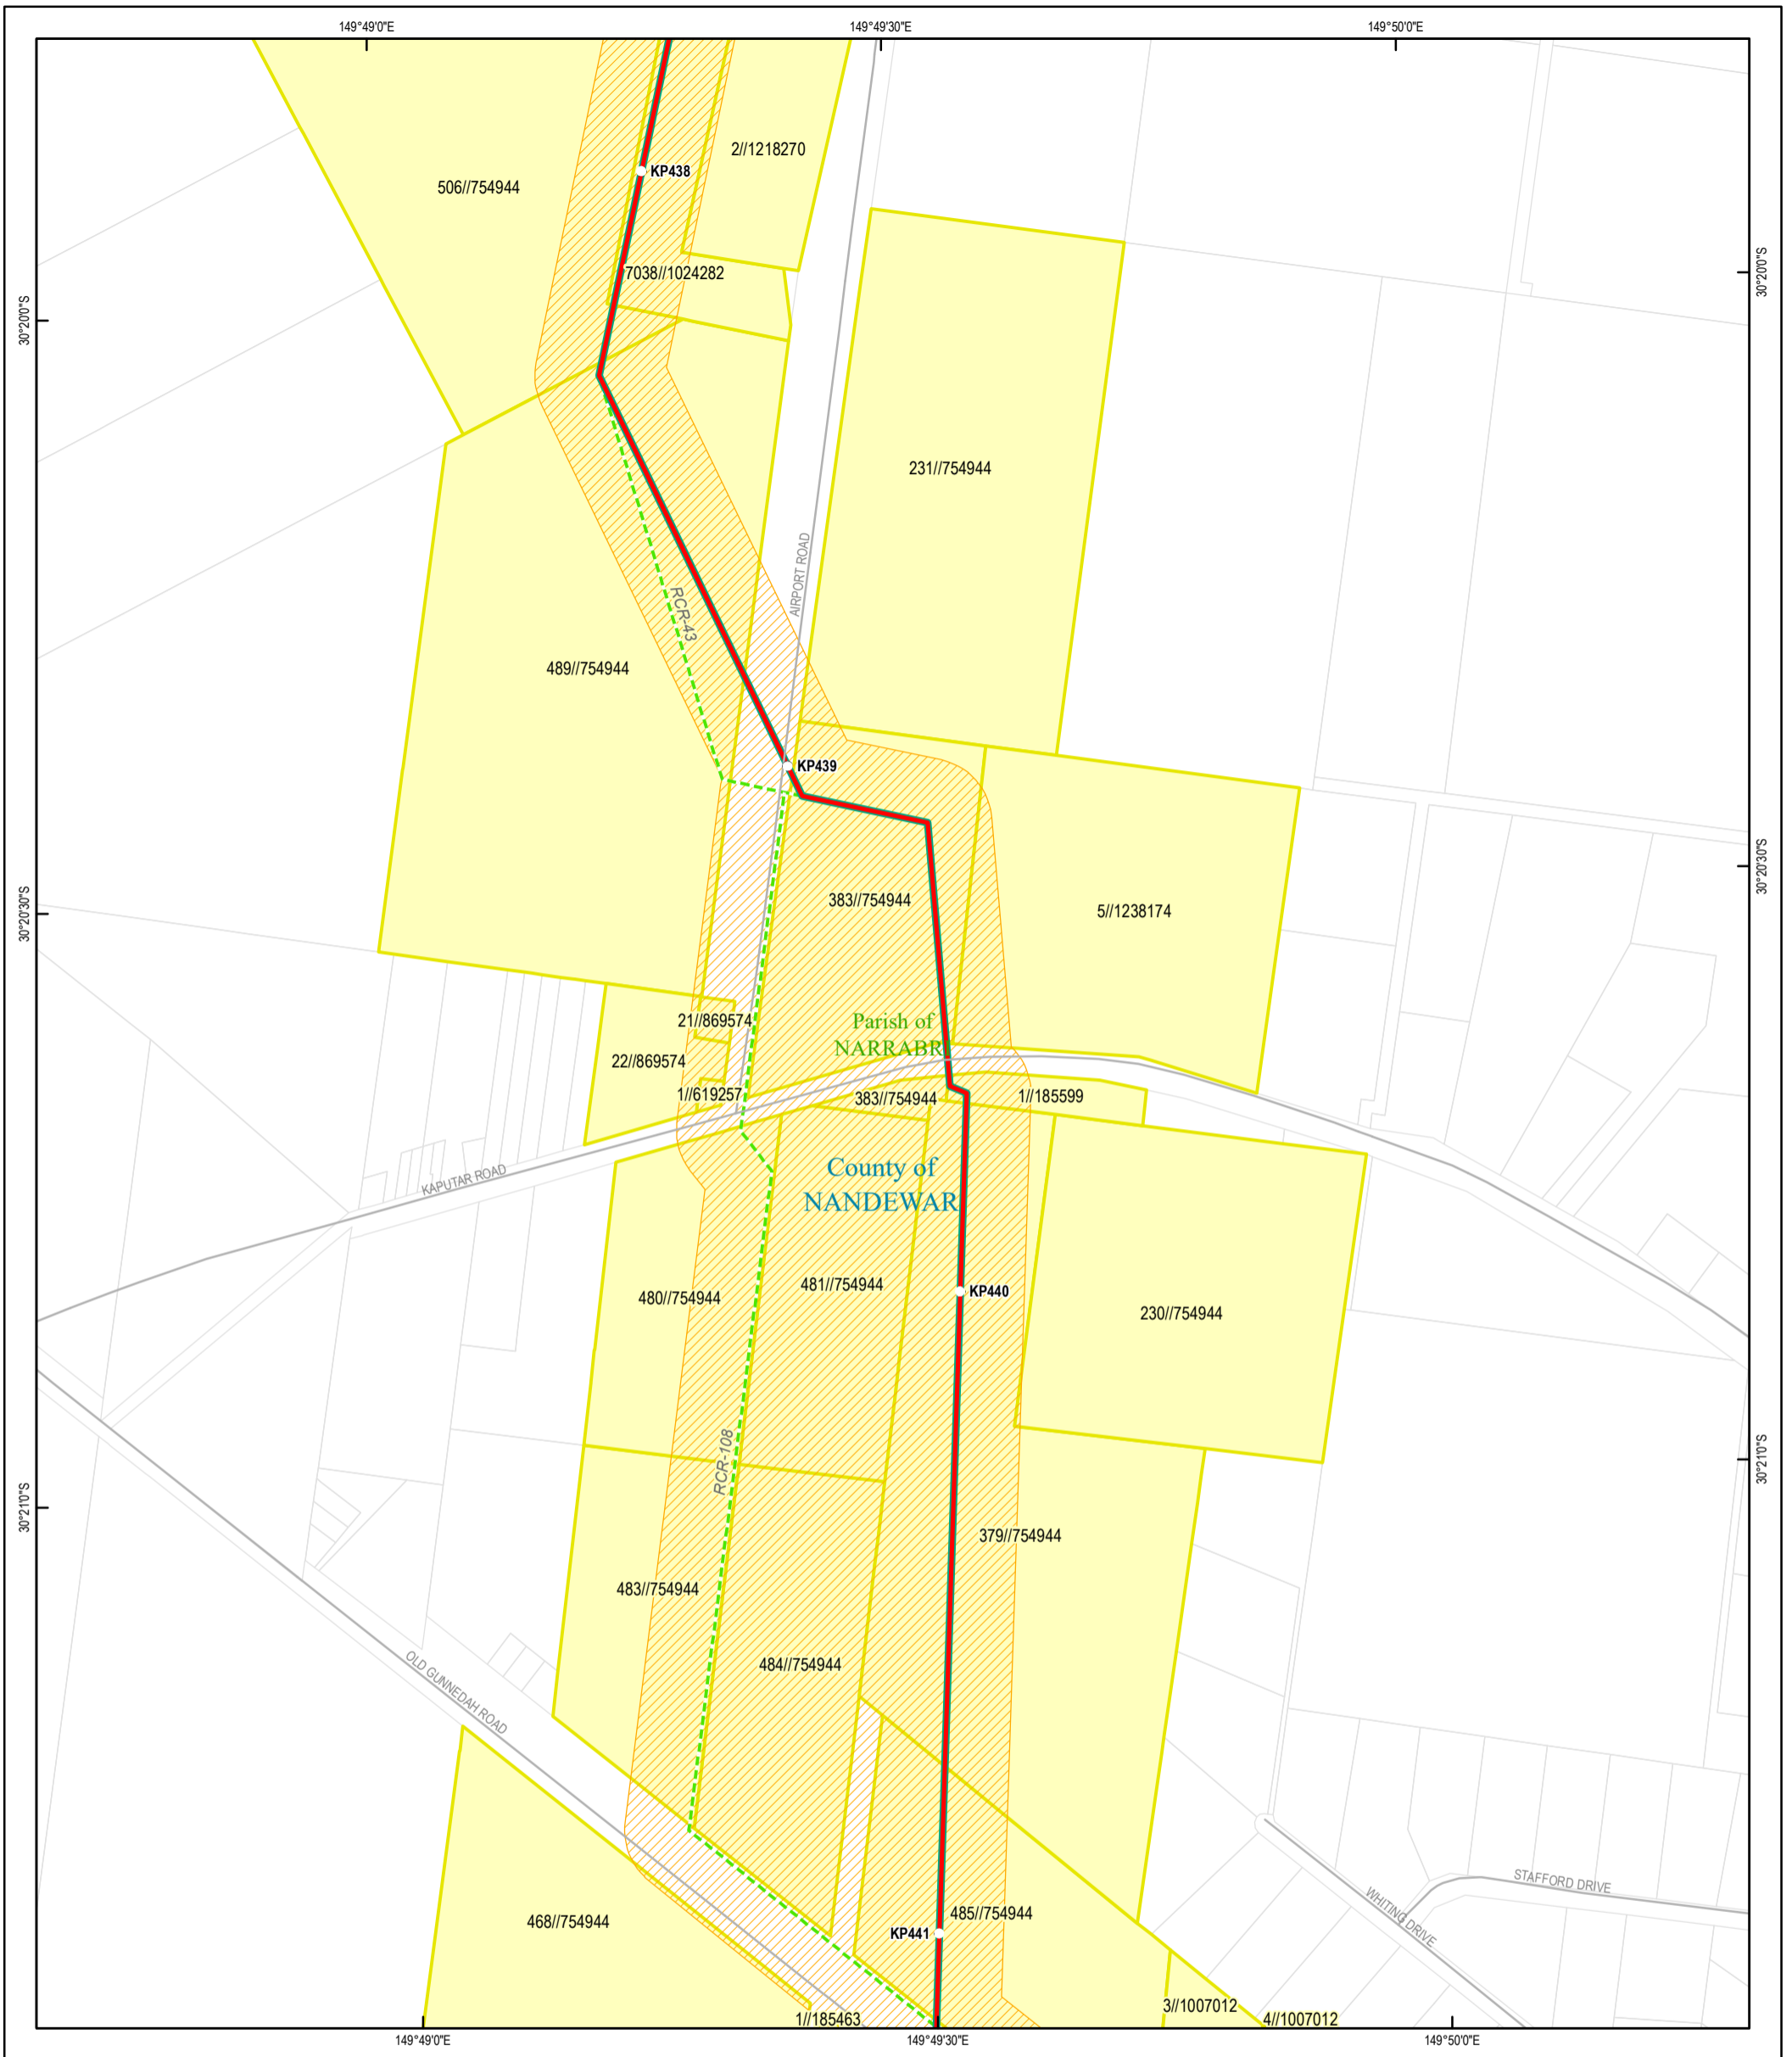 149°49'0"E
149°49'30"E
149°50'0"E
2//1218270
KP438
506//754944
30°20'0"S
7038//1024282
30°20'0"S
231//754944
AIRPORT ROAD
RCR-43
489//754944
KP439
30°20'30"S
383//754944
5//1238174
30°20'30"S
21//869574
Parish of
NARRABRI
22//869574
1//619257
383//754944
1//185599
KAPUTAR ROAD
County of
NANDEWAR
481//754944
KP440
480//754944
230//754944
RCR-108
30°21'0"S
30°21'0"S
379//754944
483//754944
484//754944
OLD GUNNEDAH ROAD
STAFFORD DRIVE
WHITING DRIVE
485//754944
468//754944
KP441
3//1007012
1//185463
4//1007012
149°49'0"E
149°49'30"E
149°50'0"E